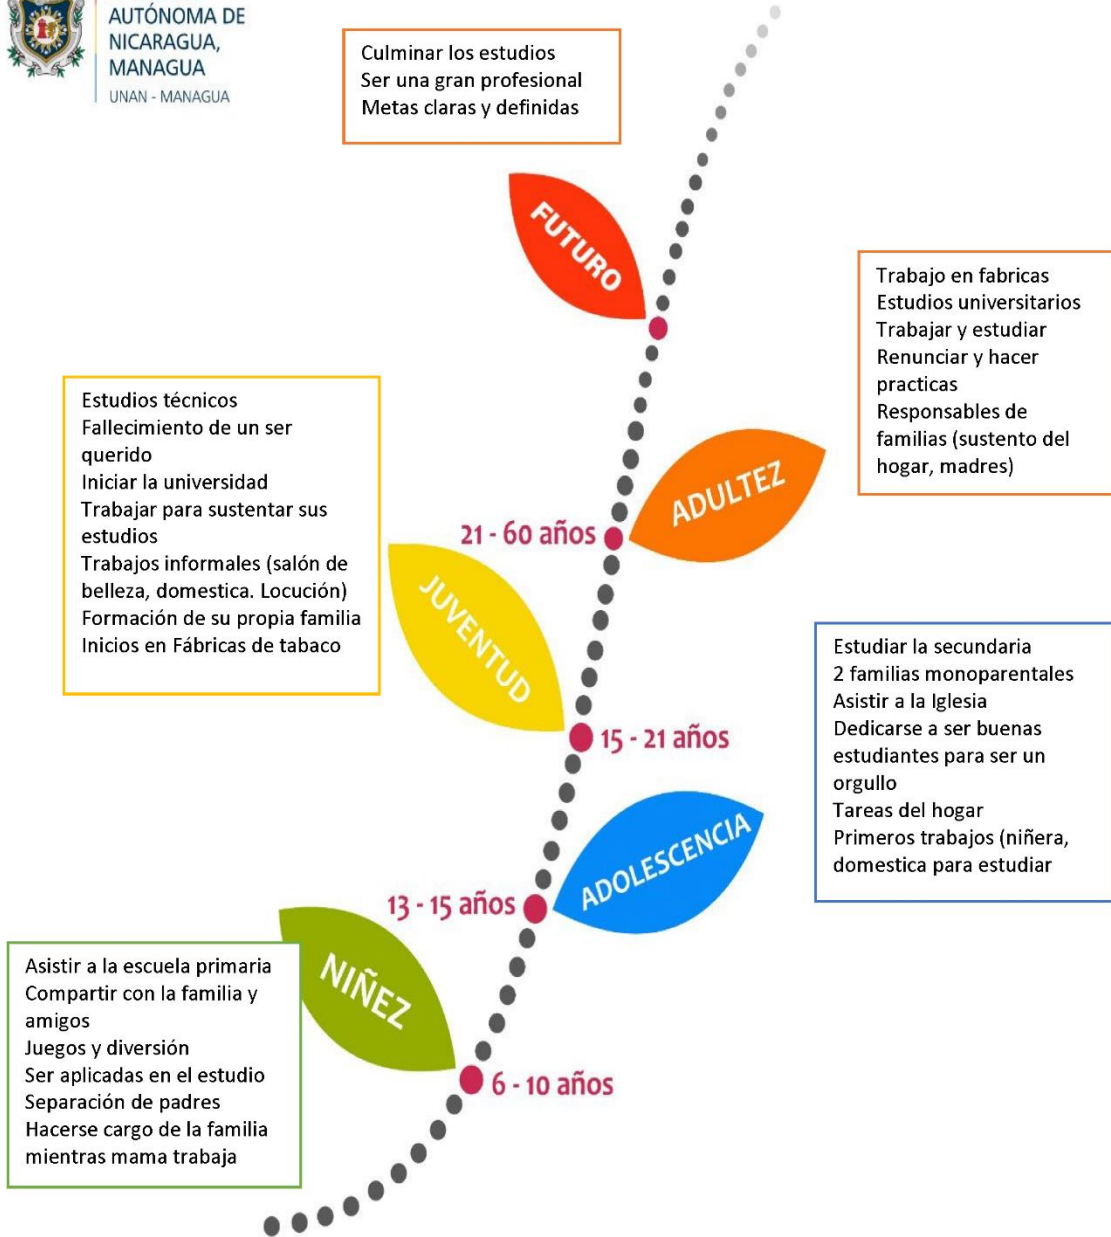 AUTÓNOMA DE
NICARAGUA,
MANAGUA
UNAN - MANAGUA
Culminar los estudios
Ser una gran profesional
Metas claras y definidas
FUTURO
Trabajo en fabricas
Estudios universitarios
Trabajar y estudiar
Renunciar y hacer
practicas
Responsables de
familias (sustento del
hogar, madres)
ADULTEZ
21 - 60 años
Estudios técnicos
Fallecimiento de un ser
querido
Iniciar la universidad
Trabajar para sustentar sus
estudios
Trabajos informales (salón de
belleza, domestica. Locución)
Formación de su propia familia
Inicios en Fábricas de tabaco
JUVENTUD
15 - 21 años
Estudiar la secundaria
2 familias monoparentales
Asistir a la Iglesia
Dedicarse a ser buenas
estudiantes para ser un
orgullo
Tareas del hogar
Primeros trabajos (niñera,
domestica para estudiar
ADOLESCENCIA
13 - 15 años
NIÑEZ
6 - 10 años
Asistir a la escuela primaria
Compartir con la familia y
amigos
Juegos y diversión
Ser aplicadas en el estudio
Separación de padres
Hacerse cargo de la familia
mientras mama trabaja